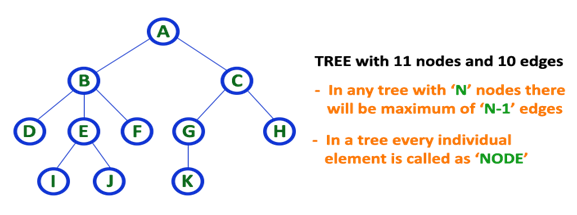 A
B
C
D
E
F
G
H
I
J
K
TREE with 11 nodes and 10 edges
- In any tree with ‘N’ nodes there
will be maximum of ‘N-1’ edges
- In a tree every individual
element is called as ‘NODE’